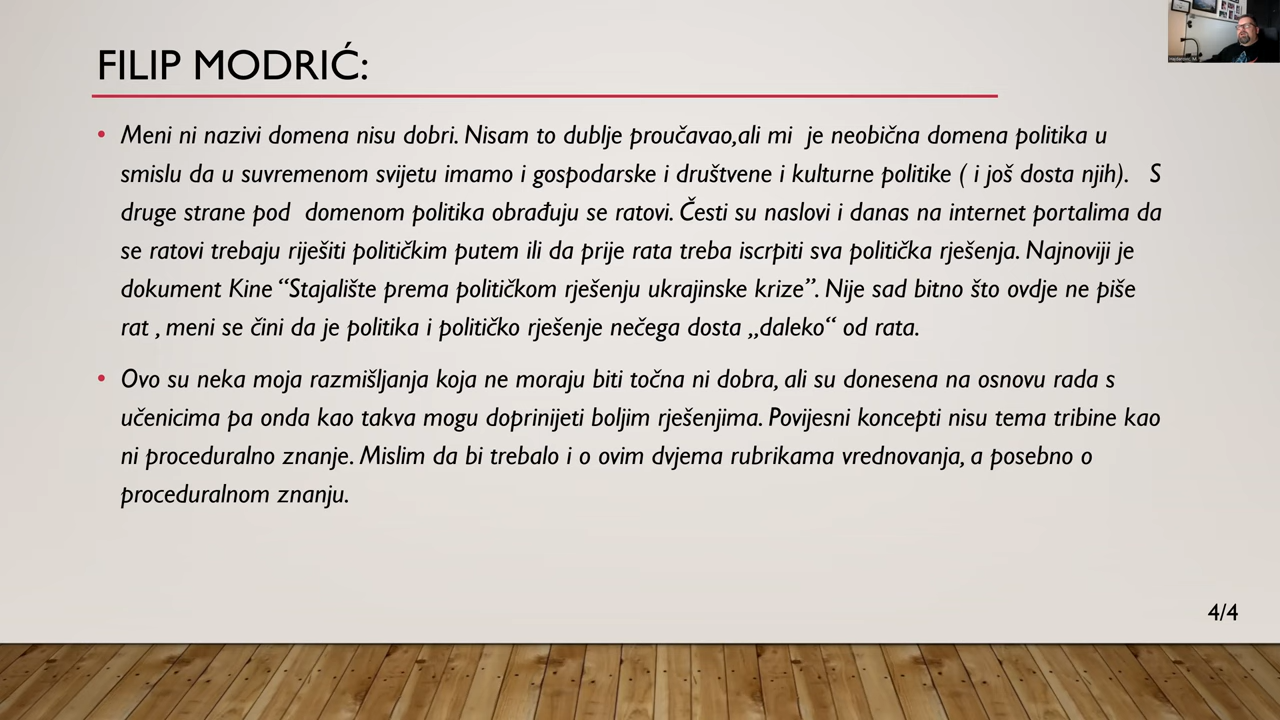 FILIP MODRIĆ:
• Meni ni nazivi domena nisu dobri. Nisam to dublje proučavao,ali mi  je neobična domena politika u
smislu da u suvremenom svijetu imamo i gospodarske i društvene i kulturne politike ( i još dosta njih).   S
druge strane pod  domenom politika obrađuju se ratovi. Česti su naslovi i danas na internet portalima da
se ratovi trebaju riješiti političkim putem ili da prije rata treba iscrpiti sva politička rješenja. Najnoviji je
dokument Kine “Stajalište prema političkom rješenju ukrajinske krize”. Nije sad bitno što ovdje ne piše
rat , meni se čini da je politika i političko rješenje nečega dosta „daleko“ od rata.
• Ovo su neka moja razmišljanja koja ne moraju biti točna ni dobra, ali su donesena na osnovu rada s
učenicima pa onda kao takva mogu doprinijeti boljim rješenjima. Povijesni koncepti nisu tema tribine kao
ni proceduralno znanje. Mislim da bi trebalo i o ovim dvjema rubrikama vrednovanja, a posebno o
proceduralnom znanju.
4/4